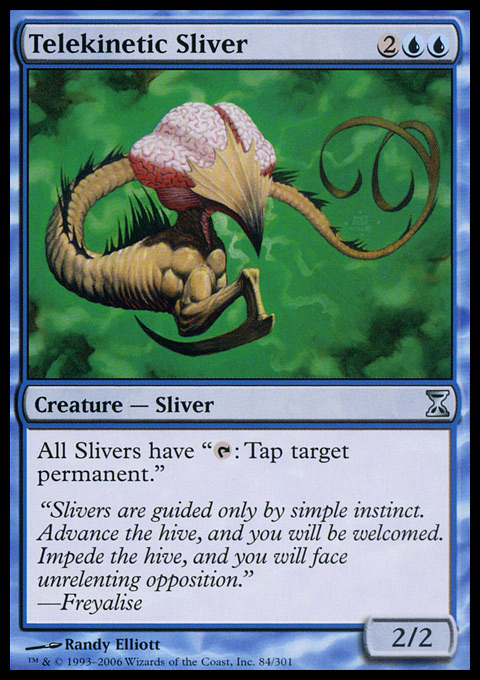 Telekinetic Sliver 2
Creature — Sliver
All Slivers have “: Tap target
permanent.”
“Slivers are guided only by simple instinct.
Advance the hive, and you will be welcomed.
Impede the hive, and you will face
unrelenting opposition.”
—Freyalise
2/2
Randy Elliott
™ & © 1993–2006 Wizards of the Coast, Inc. 84/301